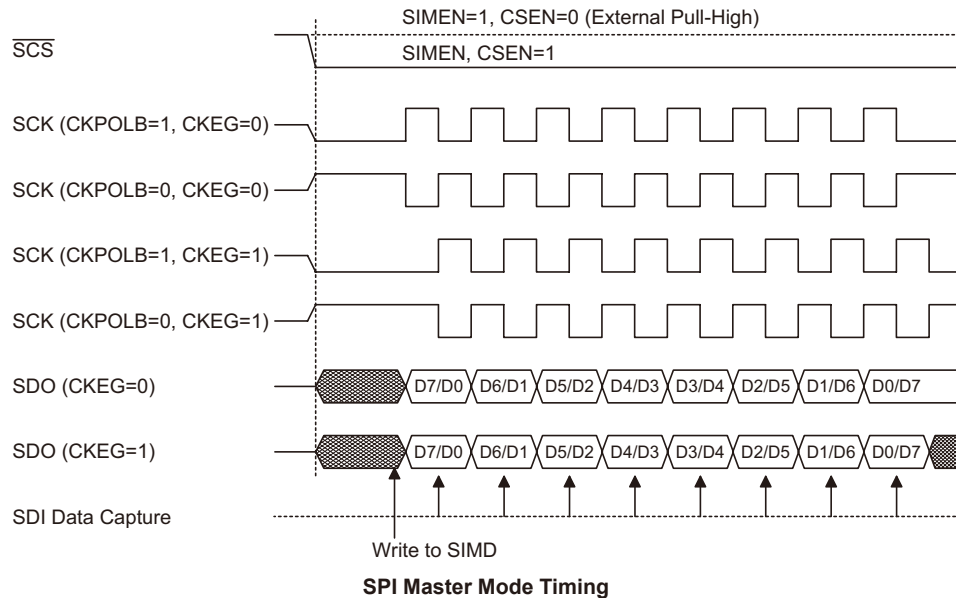 SIMEN=1, CSEN=0 (External Pull-High)
SCS
SIMEN, CSEN=1
SCK (CKPOLB=1, CKEG=0)
SCK (CKPOLB=0, CKEG=0)
SCK (CKPOLB=1, CKEG=1)
SCK (CKPOLB=0, CKEG=1)
SDO (CKEG=0) D7/D0 D6/D1 D5/D2 D4/D3 D3/D4 D2/D5 D1/D6 D0/D7
SDO (CKEG=1) D7/D0 D6/D1 D5/D2 D4/D3 D3/D4 D2/D5 D1/D6 D0/D7
SDI Data Capture
Write to SIMD
SPI Master Mode Timing